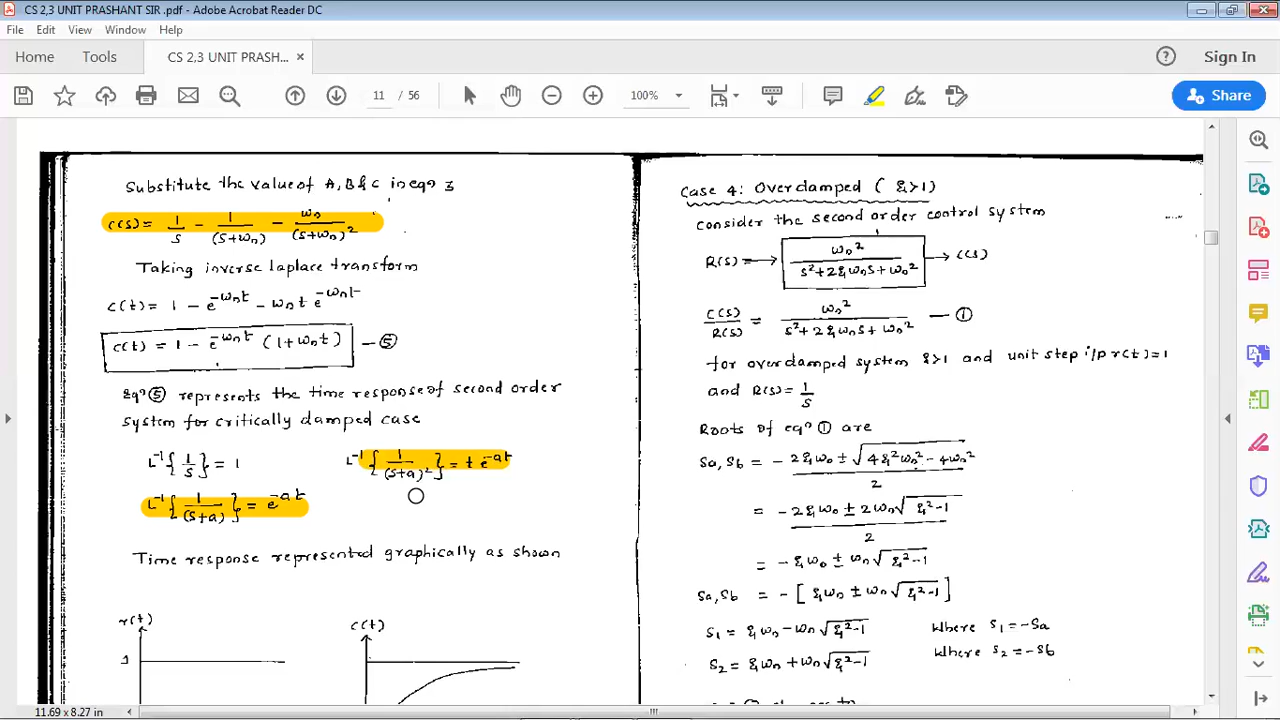 CS 2,3 UNIT PRASHANT SIR .pdf - Adobe Acrobat Reader DC
File Edit View Window Help
Home Tools CS 2,3 UNIT PRASH... × Sign In
11 / 56 100% Share
Substitute the value of A, B & C in eqn 3
C(s) = 1/s - 1/(s+ωn) - ωn/(s+ωn)²
Taking inverse laplace transform
c(t) = 1 - e^-ωnt - ωnt e^-ωnt
c(t) = 1 - e^-ωnt (1+ωnt) — ⑤
Eqn ⑤ represents the time response of second order
system for critically damped case
L⁻¹{1/s} = 1 L⁻¹{1/(s+a)²} = t e^-at
L⁻¹{1/(s+a)} = e^-at
Time response represented graphically as shown
r(t) c(t)
1
Case 4: Overdamped (ξ>1)
Consider the second order control system
R(s) → ωn²/(s²+2ξωns+ωn²) → C(s)
C(s)/R(s) = ωn²/(s²+2ξωns+ωn²) — ①
for overdamped system ξ>1 and unit step i/p r(t)=1
and R(s)=1/s
Roots of eqn ① are
Sa, Sb = -2ξωn ± √(4ξ²ωn² - 4ωn²)/2
= -2ξωn ± 2ωn√(ξ²-1)/2
= -ξωn ± ωn√(ξ²-1)
Sa, Sb = -[ξωn ± ωn√(ξ²-1)]
S1 = ξωn - ωn√(ξ²-1) Where S1 = -Sa
S2 = ξωn + ωn√(ξ²-1) Where S2 = -Sb
11.69 x 8.27 in